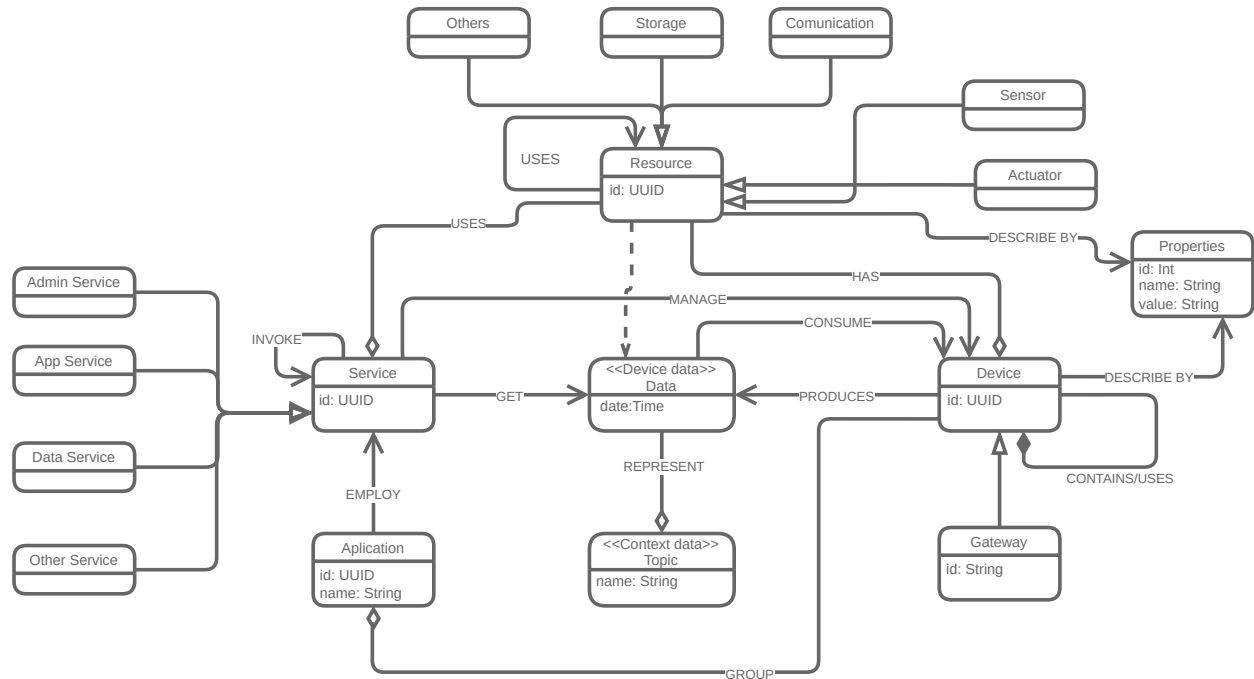 Others
Storage
Comunication
Sensor
USES
Resource
id: UUID
Actuator
USES
DESCRIBE BY
Properties
id: Int
name: String
value: String
HAS
Admin Service
MANAGE
CONSUME
INVOKE
App Service
Service
id: UUID
<<Device data>>
Data
date:Time
Device
id: UUID
DESCRIBE BY
GET
PRODUCES
Data Service
REPRESENT
CONTAINS/USES
EMPLOY
Other Service
Aplication
id: UUID
name: String
<<Context data>>
Topic
name: String
Gateway
id: String
GROUP